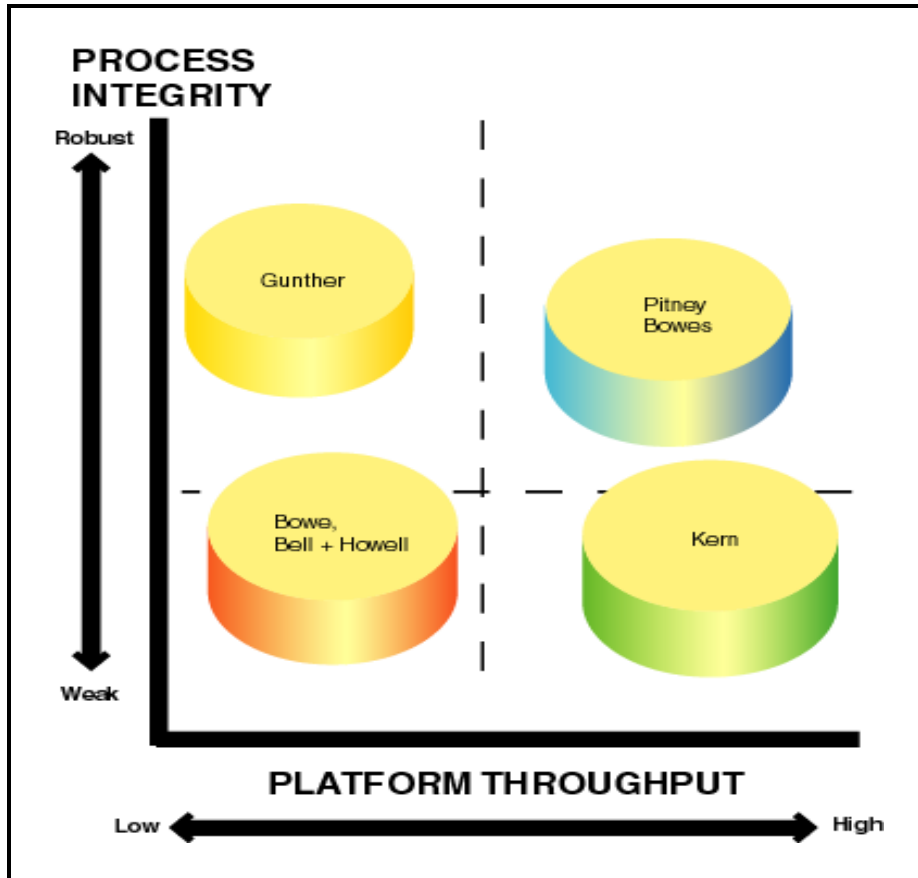 PROCESS
INTEGRITY
Robust
Gunther
Pitney
Bowes
Bowe,
Bell + Howell
Kern
Weak
PLATFORM THROUGHPUT
Low
High